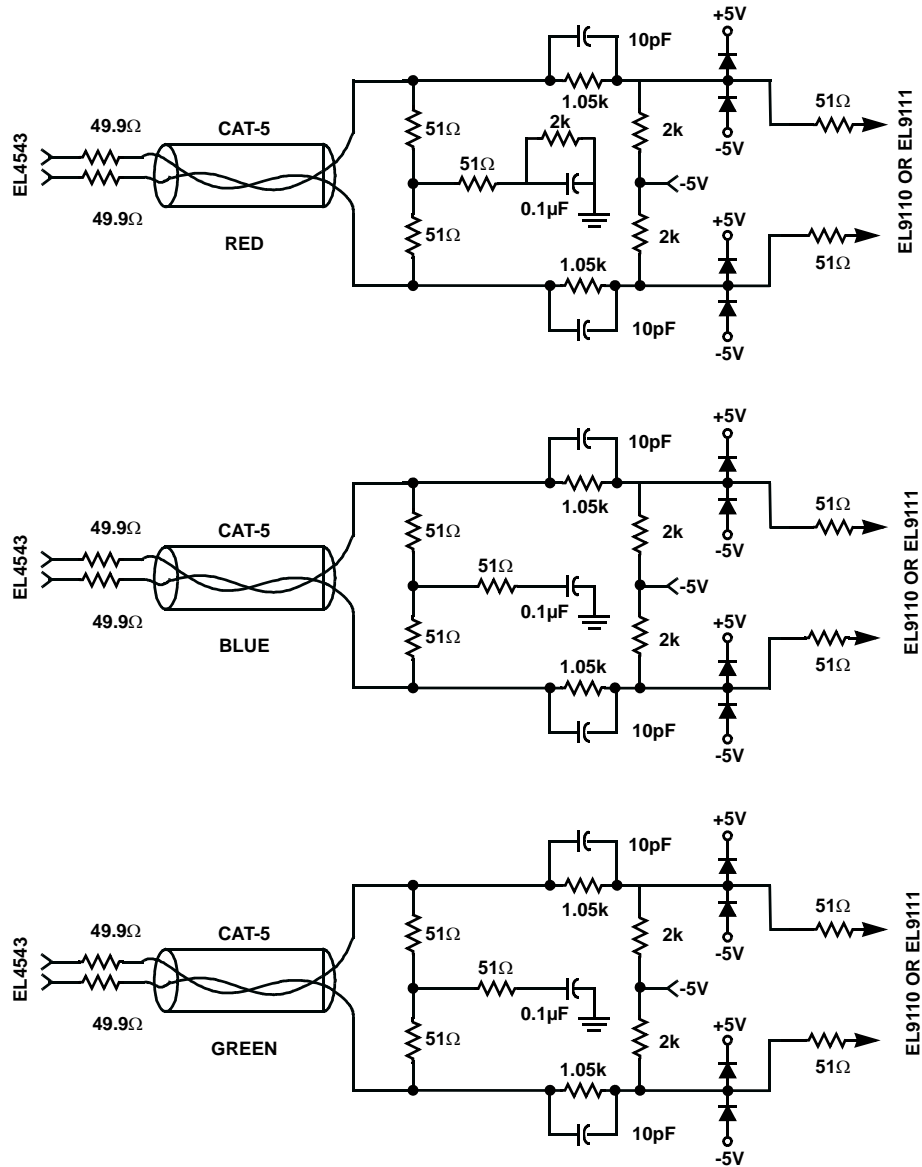 +5V
10pF
1.05k
-5V
51Ω
2k
51Ω
2k
51Ω
49.9Ω
CAT-5
EL4543
49.9Ω
RED
0.1µF
-5V
51Ω
2k
1.05k
10pF
+5V
51Ω
-5V
EL9110 OR EL9111
+5V
10pF
1.05k
-5V
51Ω
2k
51Ω
49.9Ω
CAT-5
EL4543
49.9Ω
BLUE
51Ω
0.1µF
-5V
2k
1.05k
10pF
+5V
51Ω
-5V
EL9110 OR EL9111
+5V
10pF
1.05k
-5V
51Ω
2k
51Ω
49.9Ω
CAT-5
EL4543
49.9Ω
GREEN
51Ω
0.1µF
-5V
2k
1.05k
10pF
+5V
51Ω
-5V
EL9110 OR EL9111